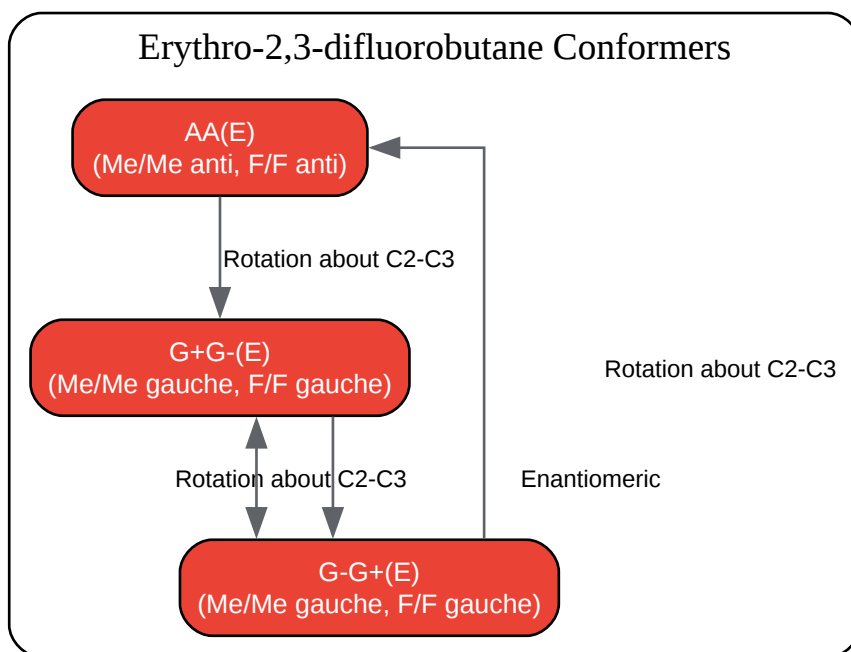 Erythro-2,3-difluorobutane Conformers
AA(E)
(Me/Me anti, F/F anti)
Rotation about C2-C3
G+G-(E)
(Me/Me gauche, F/F gauche)
Rotation about C2-C3
Rotation about C2-C3
Enantiomeric
G-G+(E)
(Me/Me gauche, F/F gauche)